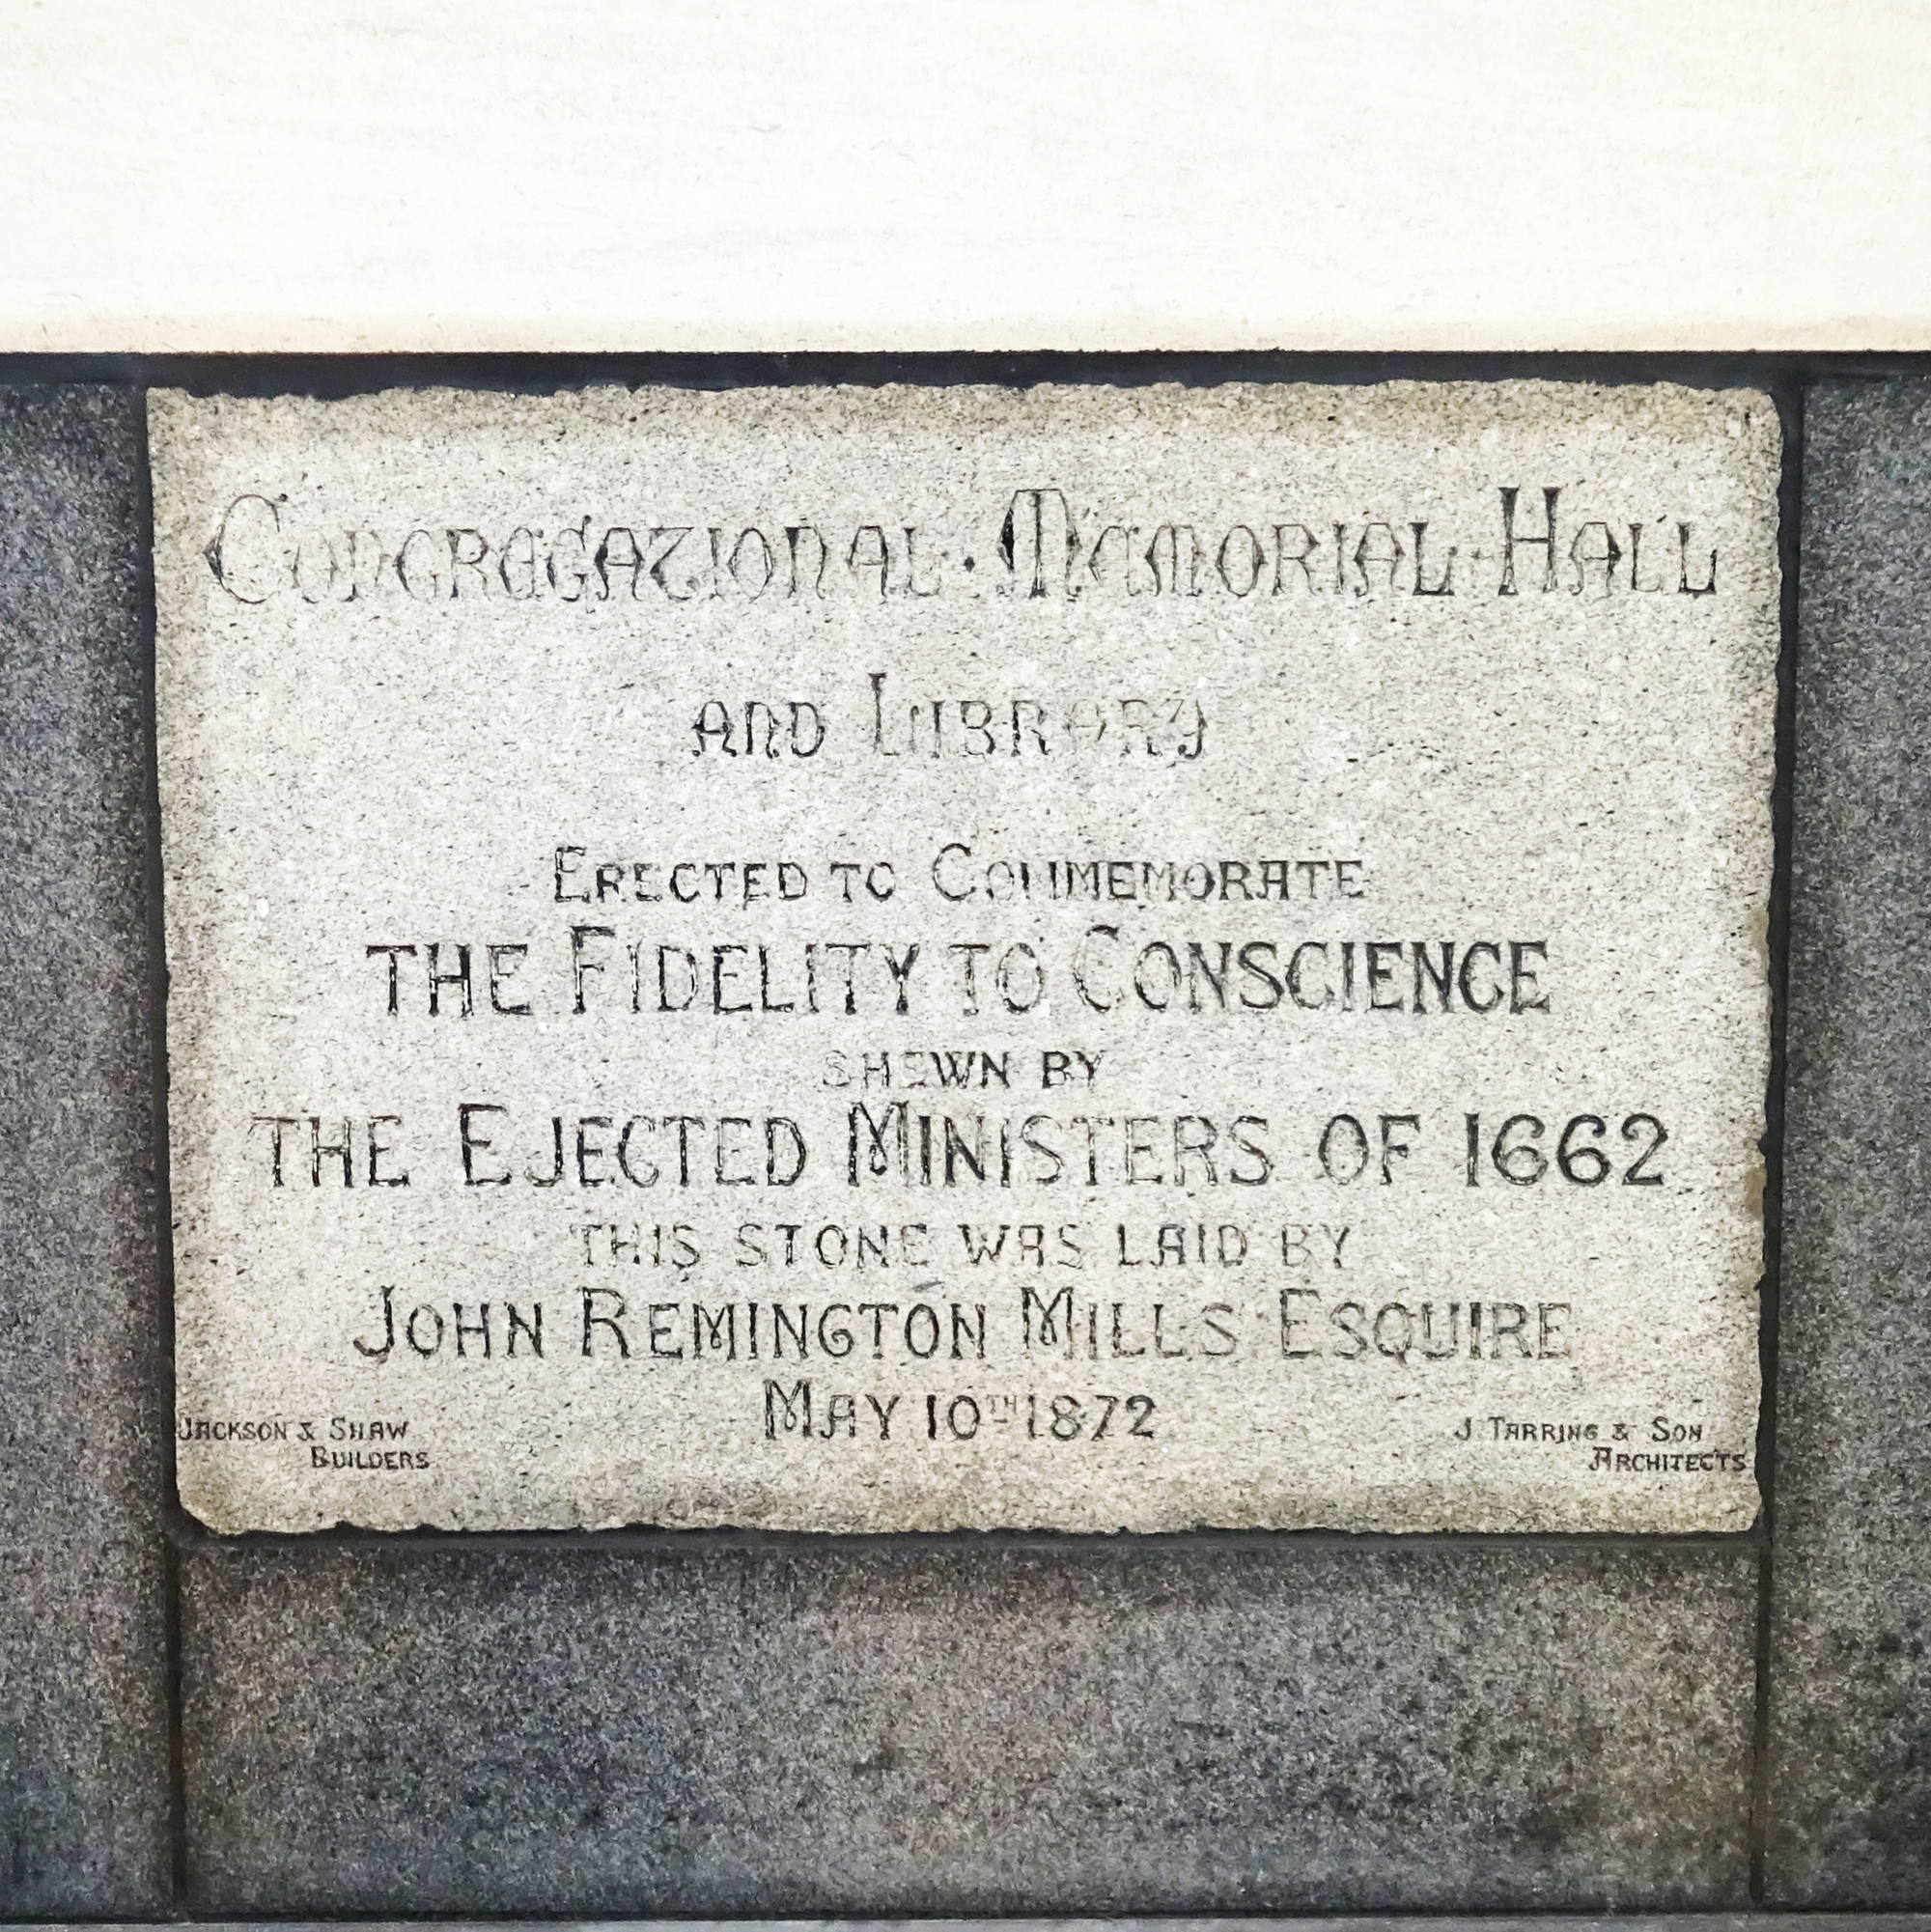 Congregational · Memorial Hall
and Library
Erected to Commemorate
the Fidelity to Conscience
shewn by
the Ejected Ministers of 1662
this stone was laid by
John Remington Mills Esquire
May 10TH 1872
Jackson & Shaw
Builders
J Tarring & Son
Architects